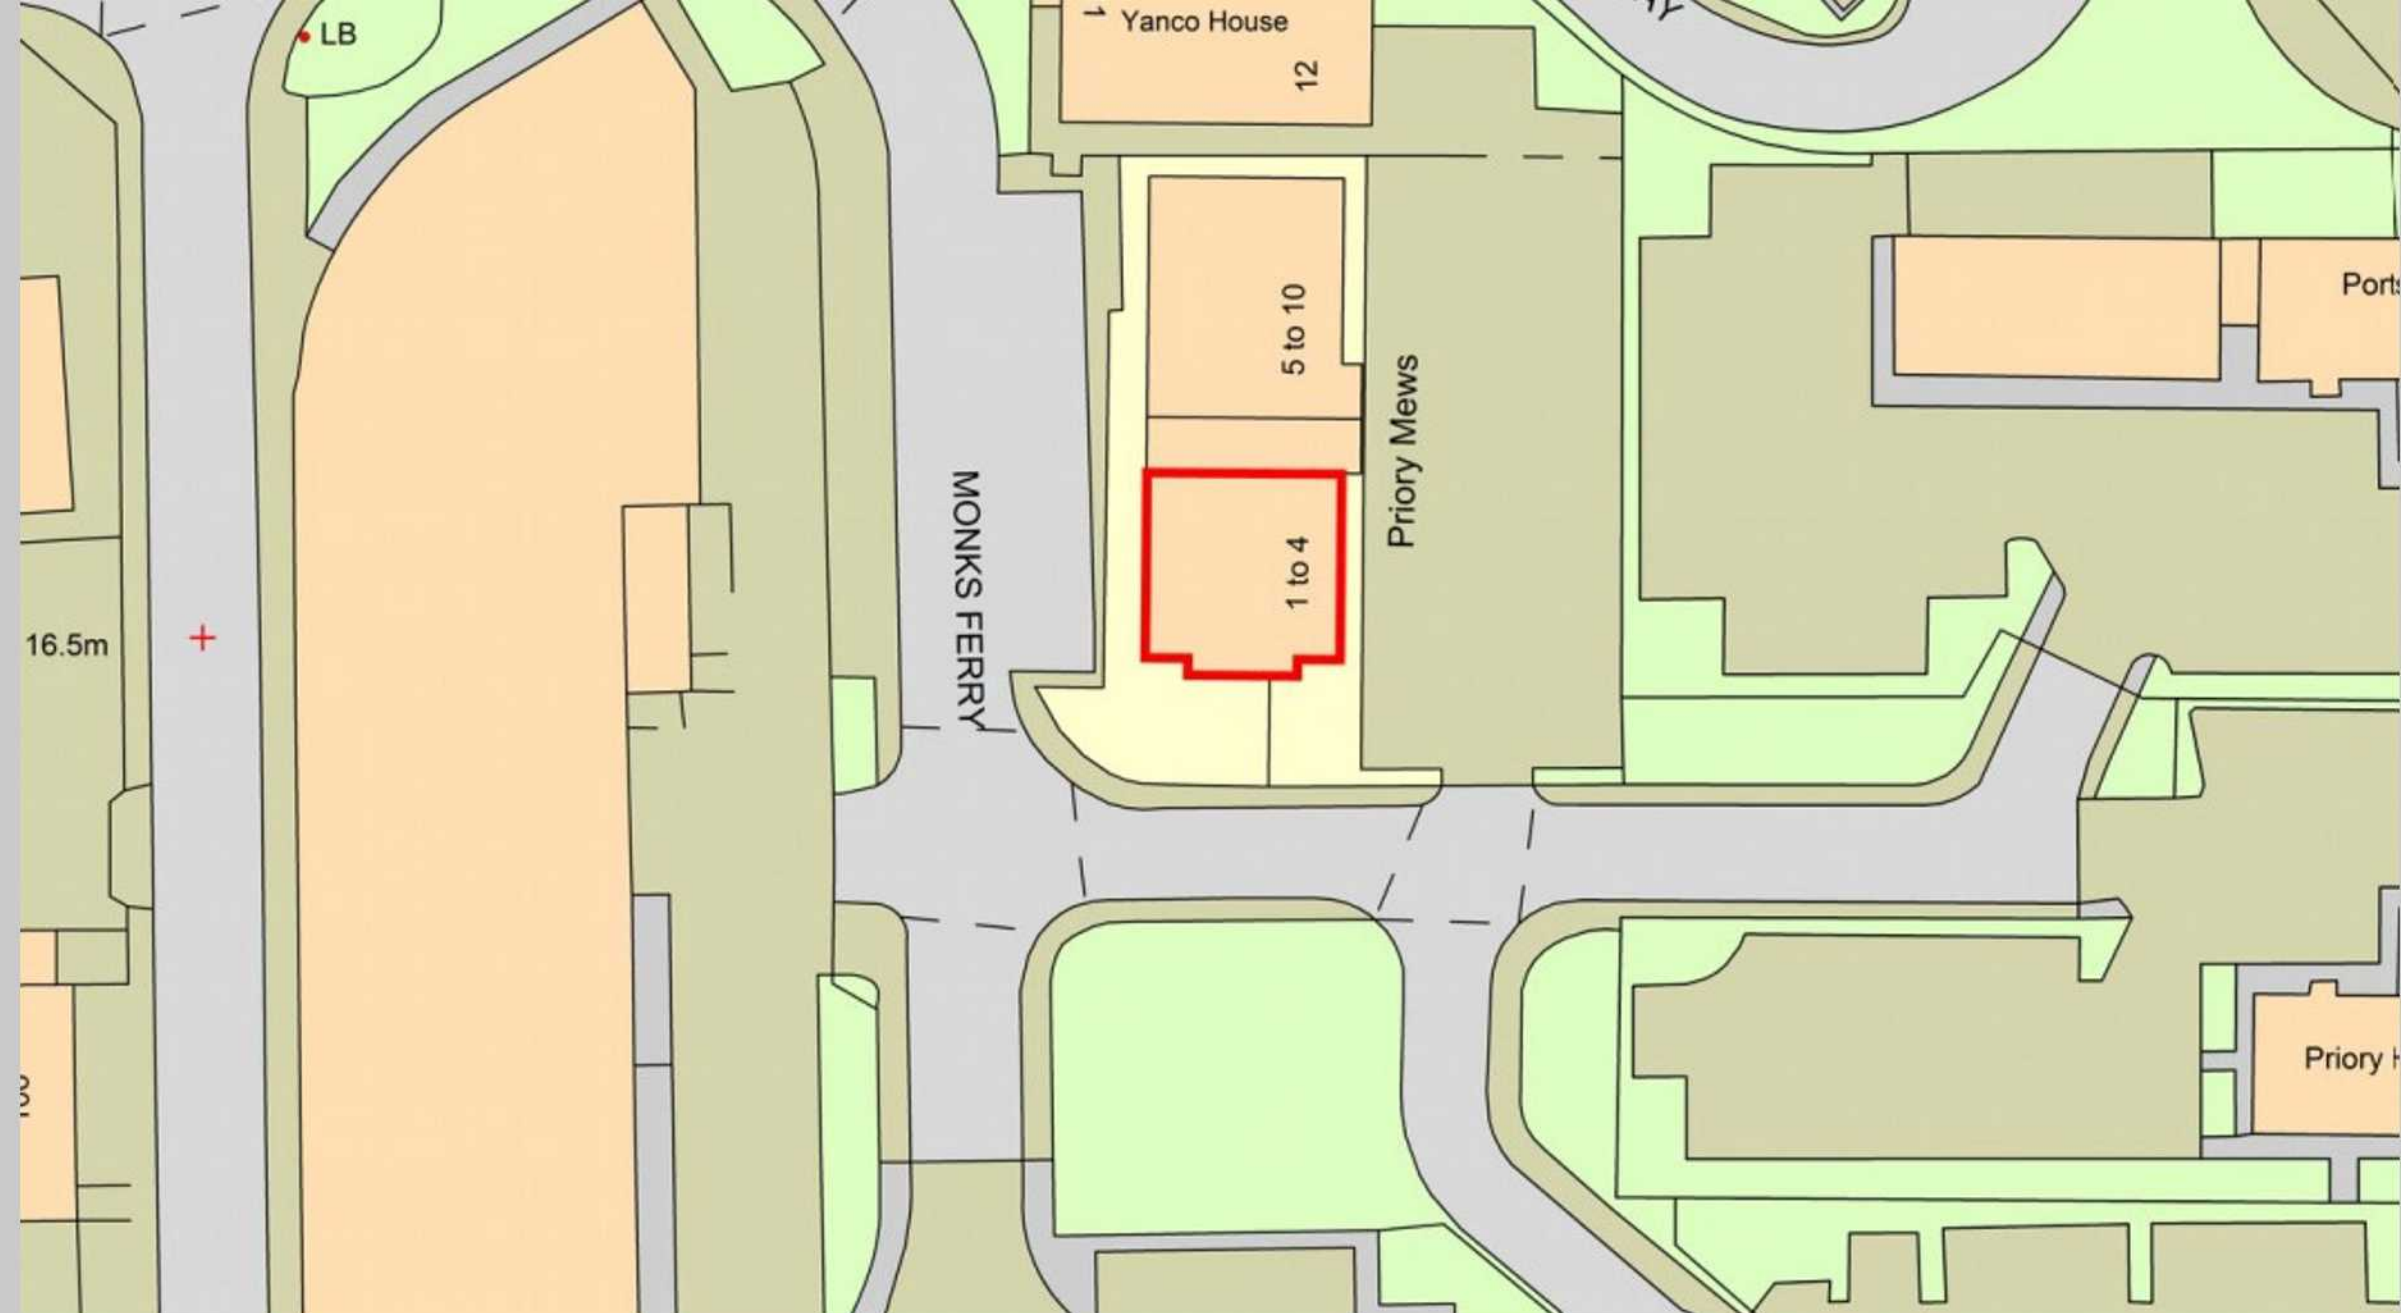 LB
1
Yanco House
12
5 to 10
Priory Mews
MONKS FERRY
1 to 4
16.5m
Ports
Priory